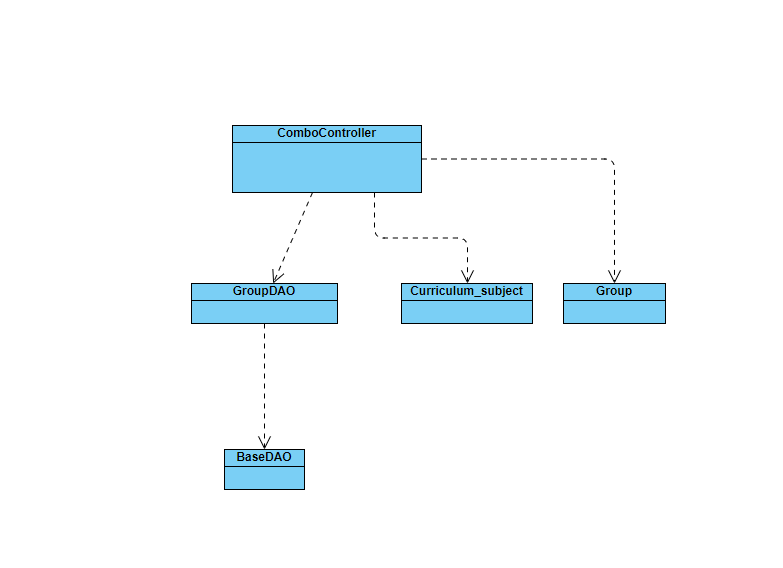 ComboController
GroupDAO
Curriculum_subject
Group
BaseDAO